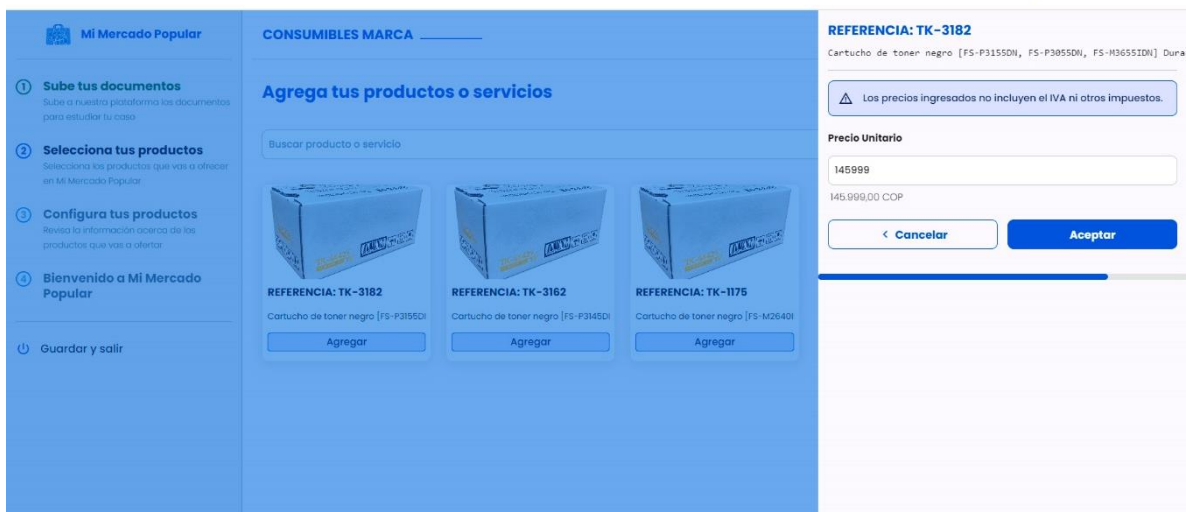 Mi Mercado Popular
1 Sube tus documentos
Sube a nuestra plataforma los documentos
para estudiar tu caso
2 Selecciona tus productos
Selecciona los productos que vas a ofrecer
en Mi Mercado Popular
3 Configura tus productos
Revisa la información acerca de los
productos que vas a ofertar
4 Bienvenido a Mi Mercado
Popular
Guardar y salir
CONSUMIBLES MARCA ________
Agrega tus productos o servicios
Buscar producto o servicio
REFERENCIA: TK-3182
Cartucho de toner negro [FS-P3155DI
Agregar
REFERENCIA: TK-3162
Cartucho de toner negro [FS-P3145DI
Agregar
REFERENCIA: TK-1175
Cartucho de toner negro [FS-M2640I
Agregar
REFERENCIA: TK-3182
Cartucho de toner negro [FS-P3155DN, FS-P3055DN, FS-M3655IDN] Dura
Los precios ingresados no incluyen el IVA ni otros impuestos.
Precio Unitario
145999
145.999,00 COP
< Cancelar
Aceptar